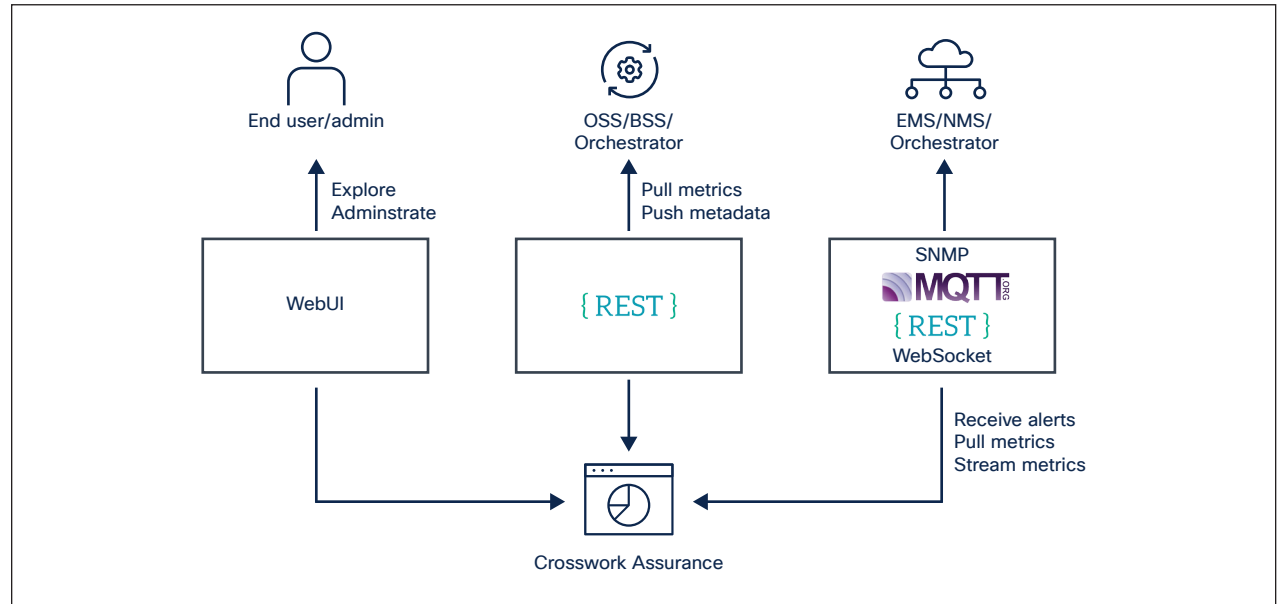 End user/admin
OSS/BSS/
Orchestrator
EMS/NMS/
Orchestrator
Explore
Adminstrate
Pull metrics
Push metadata
WebUI
{ REST }
SNMP
MQTT.ORG
{ REST }
WebSocket
Receive alerts
Pull metrics
Stream metrics
Crosswork Assurance